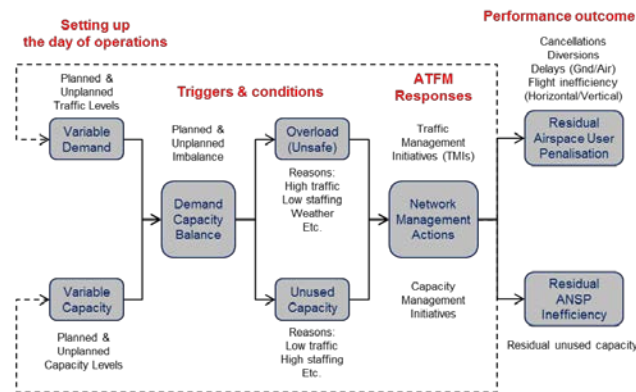 Setting up
the day of operations
Planned &
Unplanned
Traffic Levels
Variable
Demand
Variable
Capacity
Planned &
Unplanned
Capacity Levels
Triggers & conditions
Planned &
Unplanned
Imbalance
Demand
Capacity
Balance
Overload
(Unsafe)
Reasons:
High traffic
Low staffing
Weather
Etc.
Unused
Capacity
Reasons:
Low traffic
High staffing
Etc.
ATFM
Responses
Traffic
Management
Initiatives (TMIs)
Network
Management
Actions
Capacity
Management
Initiatives
Performance outcome
Cancellations
Diversions
Delays (Gnd/Air)
Flight inefficiency
(Horizontal/Vertical)
Residual
Airspace User
Penalisation
Residual
ANSP
Inefficiency
Residual unused capacity